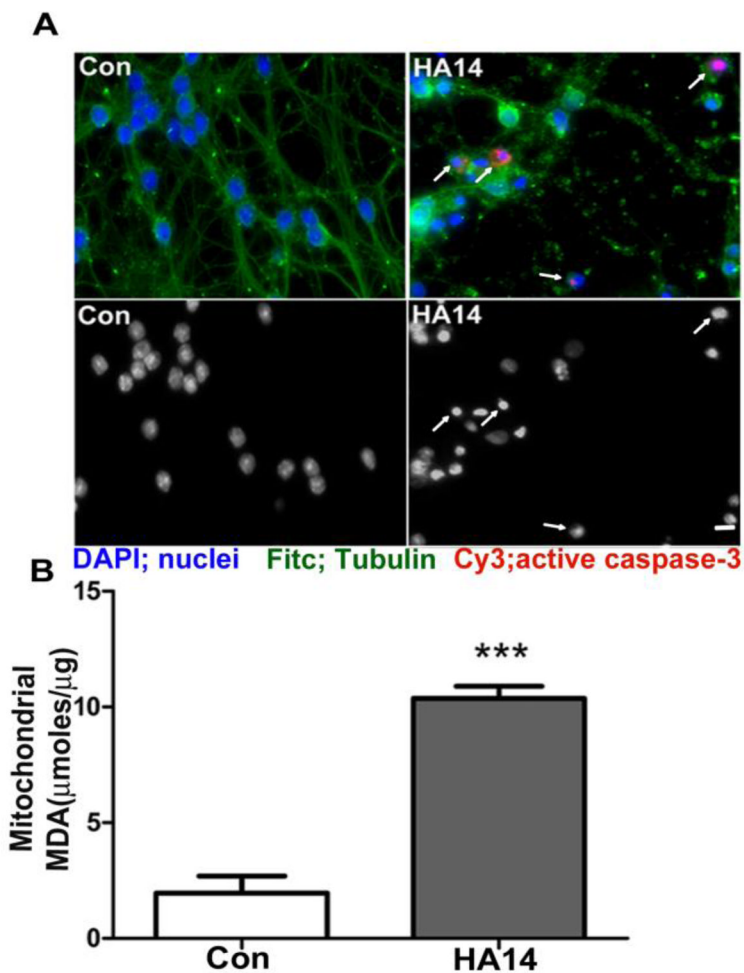 A
Con HA14
Con HA14
DAPI; nuclei Fitc; Tubulin Cy3;active caspase-3
B
15
10
5
0
Mitochondrial
MDA(μmoles/μg)
***
Con HA14